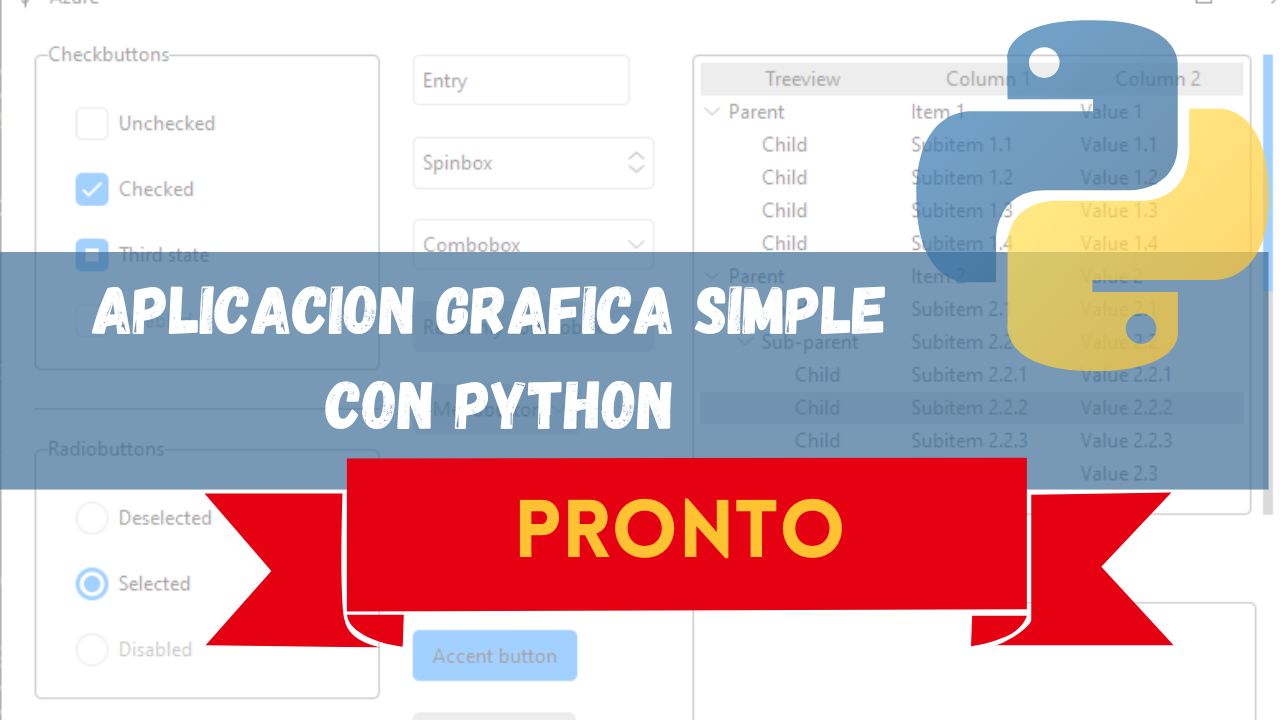 Azure
Checkbuttons
Unchecked
Checked
Third state
Entry
Spinbox
Combobox
Treeview Column 1 Column 2
Parent Item 1 Value 1
Child Subitem 1.1 Value 1.1
Child Subitem 1.2 Value 1.2
Child Subitem 1.3 Value 1.3
Child Subitem 1.4 Value 1.4
Parent Item 2 Value 2
Child Subitem 2.1 Value 2.1
Sub-parent Subitem 2.2 Value 2.2
Child Subitem 2.2.1 Value 2.2.1
Child Subitem 2.2.2 Value 2.2.2
Child Subitem 2.2.3 Value 2.2.3
Value 2.3
APLICACION GRAFICA SIMPLE
CON PYTHON
PRONTO
Radiobuttons
Deselected
Selected
Disabled
Accent button